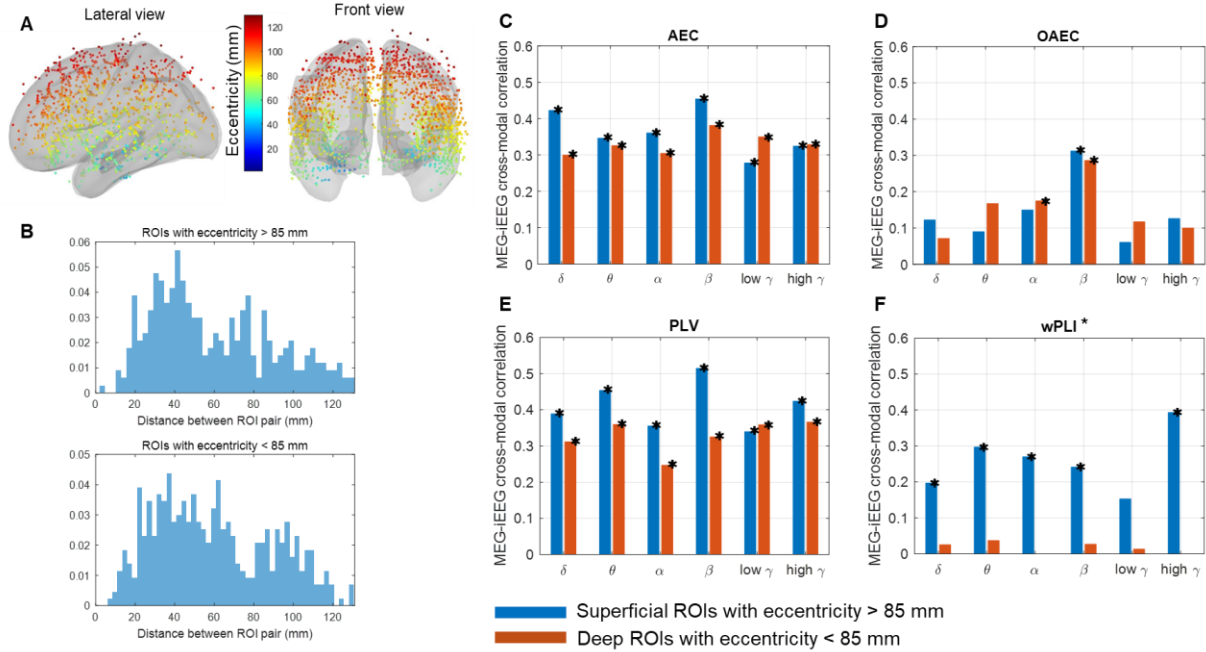 A
Lateral view
Front view
Eccentricity (mm)
120
100
80
60
40
20
B
ROIs with eccentricity > 85 mm
0.06
0.05
0.04
0.03
0.02
0.01
0
0 20 40 60 80 100 120
Distance between ROI pair (mm)
ROIs with eccentricity < 85 mm
0.05
0.04
0.03
0.02
0.01
0
0 20 40 60 80 100 120
Distance between ROI pair (mm)
C
AEC
MEG-iEEG cross-modal correlation
0.6
0.5
0.4
0.3
0.2
0.1
0
δ θ α β low γ high γ
D
OAEC
MEG-iEEG cross-modal correlation
0.6
0.5
0.4
0.3
0.2
0.1
0
δ θ α β low γ high γ
E
PLV
MEG-iEEG cross-modal correlation
0.6
0.5
0.4
0.3
0.2
0.1
0
δ θ α β low γ high γ
F
wPLI *
MEG-iEEG cross-modal correlation
0.6
0.5
0.4
0.3
0.2
0.1
0
δ θ α β low γ high γ
Superficial ROIs with eccentricity > 85 mm
Deep ROIs with eccentricity < 85 mm